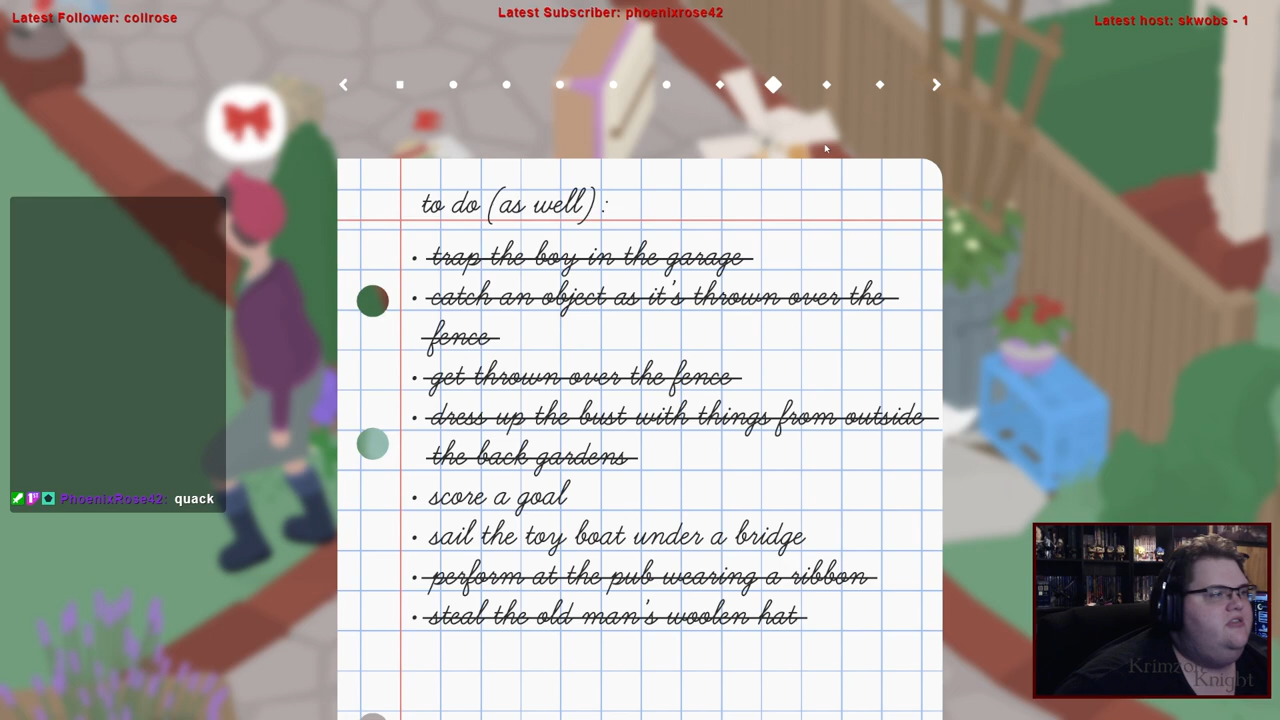 Latest Follower: collrose
Latest Subscriber: phoenixrose42
Latest host: skwobs - 1
to do (as well):
• trap the boy in the garage
• catch an object as it's thrown over the
fence
• get thrown over the fence
• dress up the bust with things from outside
the back gardens
• score a goal
• sail the toy boat under a bridge
• perform at the pub wearing a ribbon
• steal the old man's woolen hat
1ST PhoenixRose42: quack
Krimzon
Knight